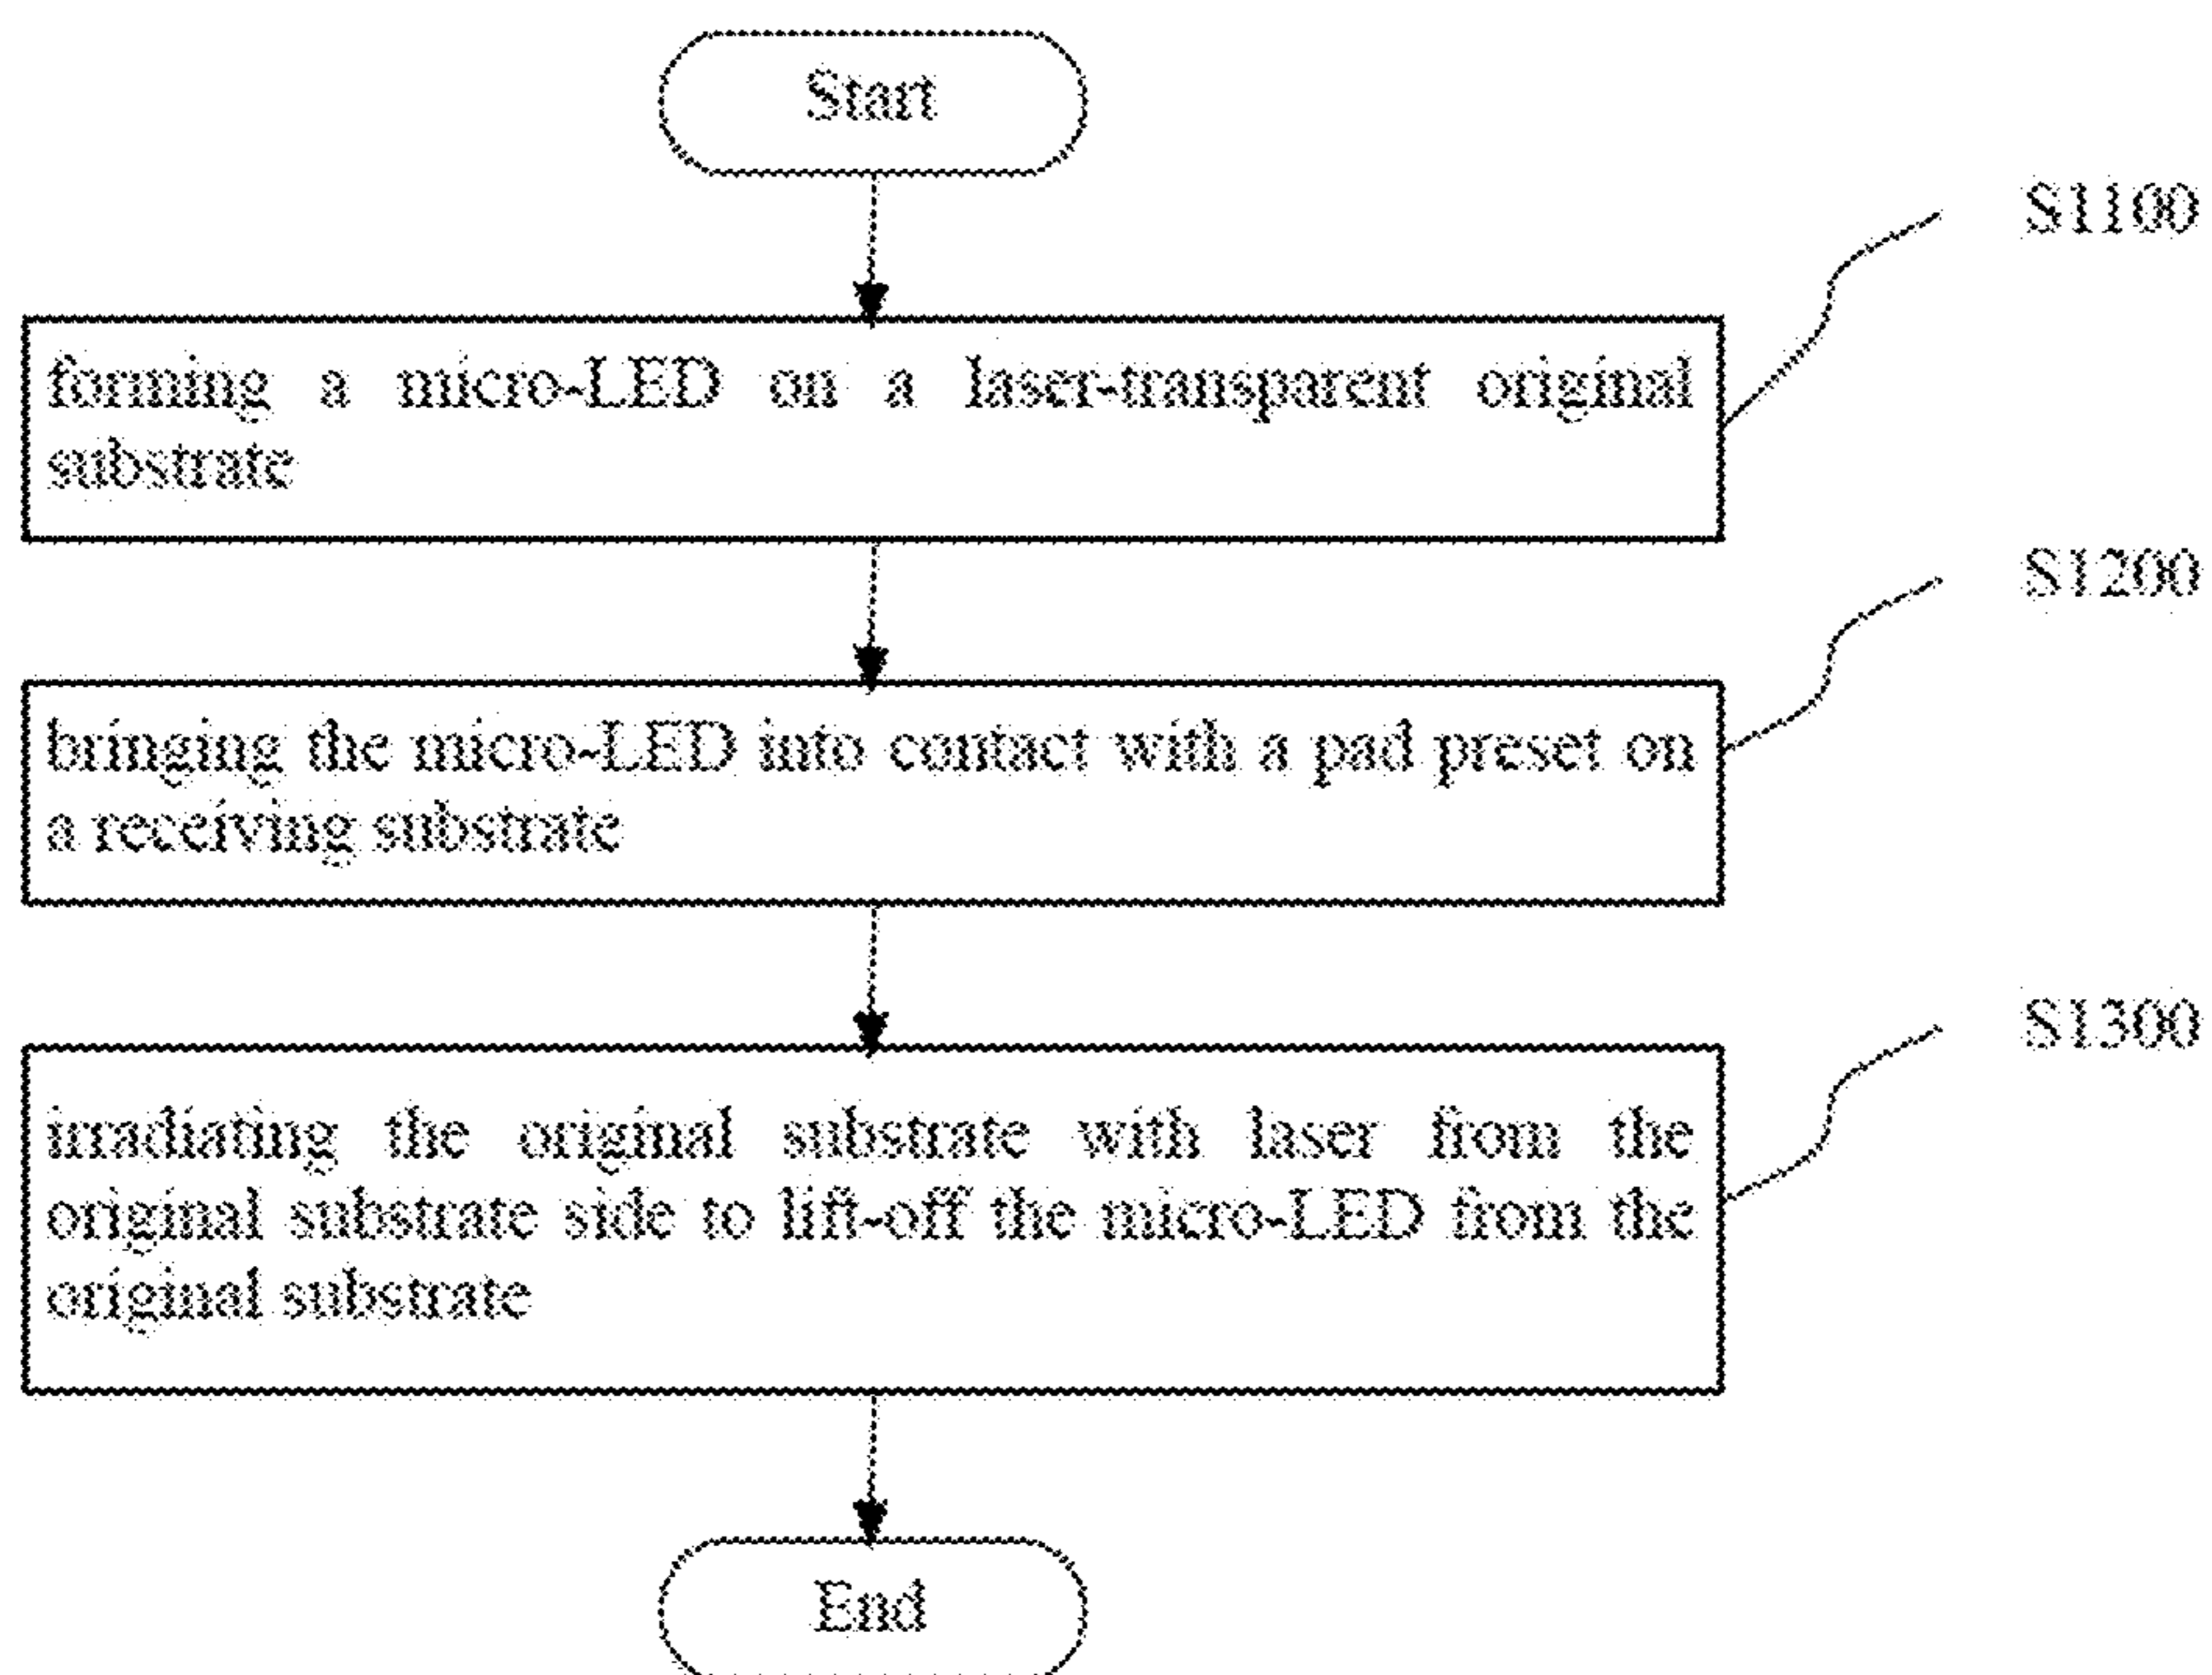 Start
S1100
forming a micro-LED on a laser-transparent original
substrate
S1200
bringing the micro-LED into contact with a pad preset on
a receiving substrate
S1300
irradiating the original substrate with laser from the
original substrate side to lift-off the micro-LED from the
original substrate
End